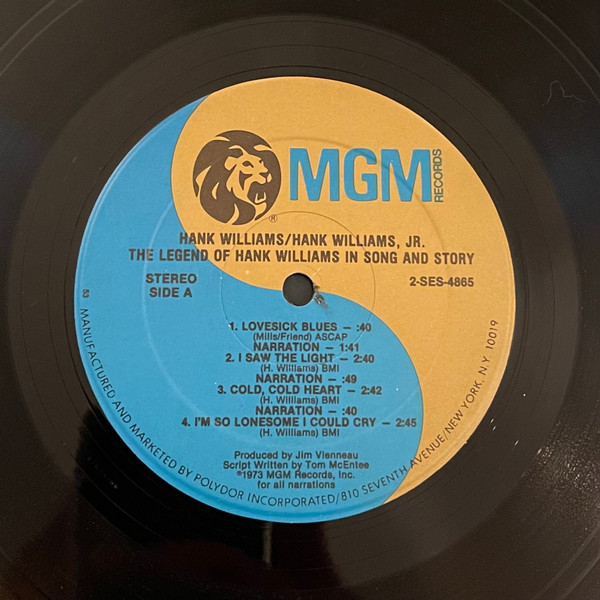 MGM
RECORDS
®
HANK WILLIAMS/HANK WILLIAMS, JR.
THE LEGEND OF HANK WILLIAMS IN SONG AND STORY
STEREO
SIDE A
2-SES-4865
1. LOVESICK BLUES — :40
(Mills/Friend) ASCAP
NARRATION — 1:41
2. I SAW THE LIGHT — 2:40
(H. Williams) BMI
NARRATION — :49
3. COLD, COLD HEART — 2:42
(H. Williams) BMI
NARRATION — :40
4. I'M SO LONESOME I COULD CRY — 2:45
(H. Williams) BMI
Produced by Jim Vienneau
Script Written by Tom McEntee
℗1973 MGM Records, Inc.
for all narrations
MANUFACTURED AND MARKETED BY POLYDOR INCORPORATED/810 SEVENTH AVENUE/NEW YORK, N.Y. 10019